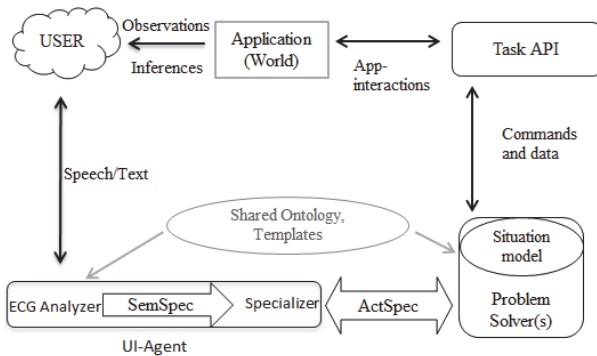 USER
Observations
Inferences
Application
(World)
App-
interactions
Task API
Speech/Text
Commands
and data
Shared Ontology,
Templates
Situation
model
Problem
Solver(s)
ECG Analyzer
SemSpec
Specializer
ActSpec
UI-Agent